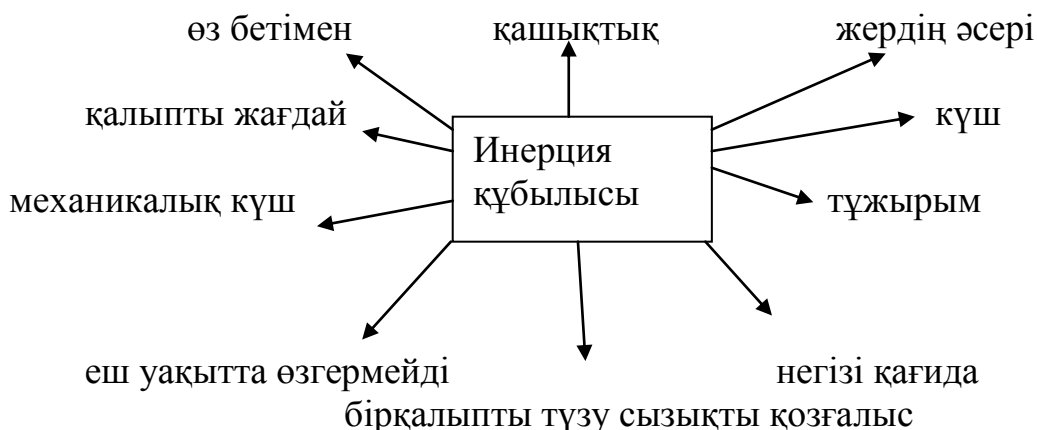 өз бетімен
қашықтық
жердің әсері
қалыпты жағдай
күш
Инерция
құбылысы
механикалық күш
тұжырым
еш уақытта өзгермейді
негізі қағида
бірқалыпты түзу сызықты қозғалыс